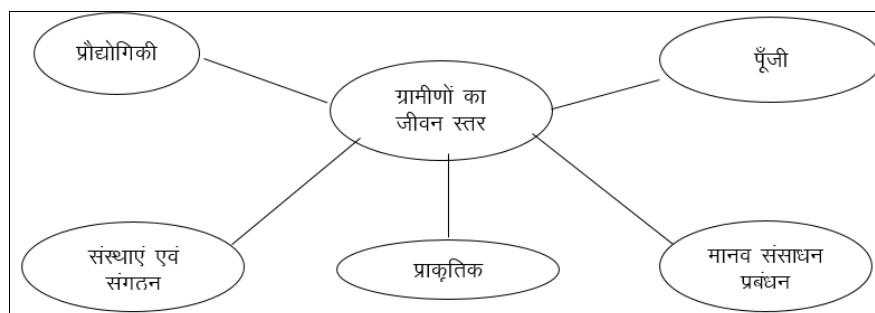 प्रौद्योगिकी
पूँजी
ग्रामीणों का
जीवन स्तर
संस्थाएं एवं
संगठन
प्राकृतिक
मानव संसाधन
प्रबंधन